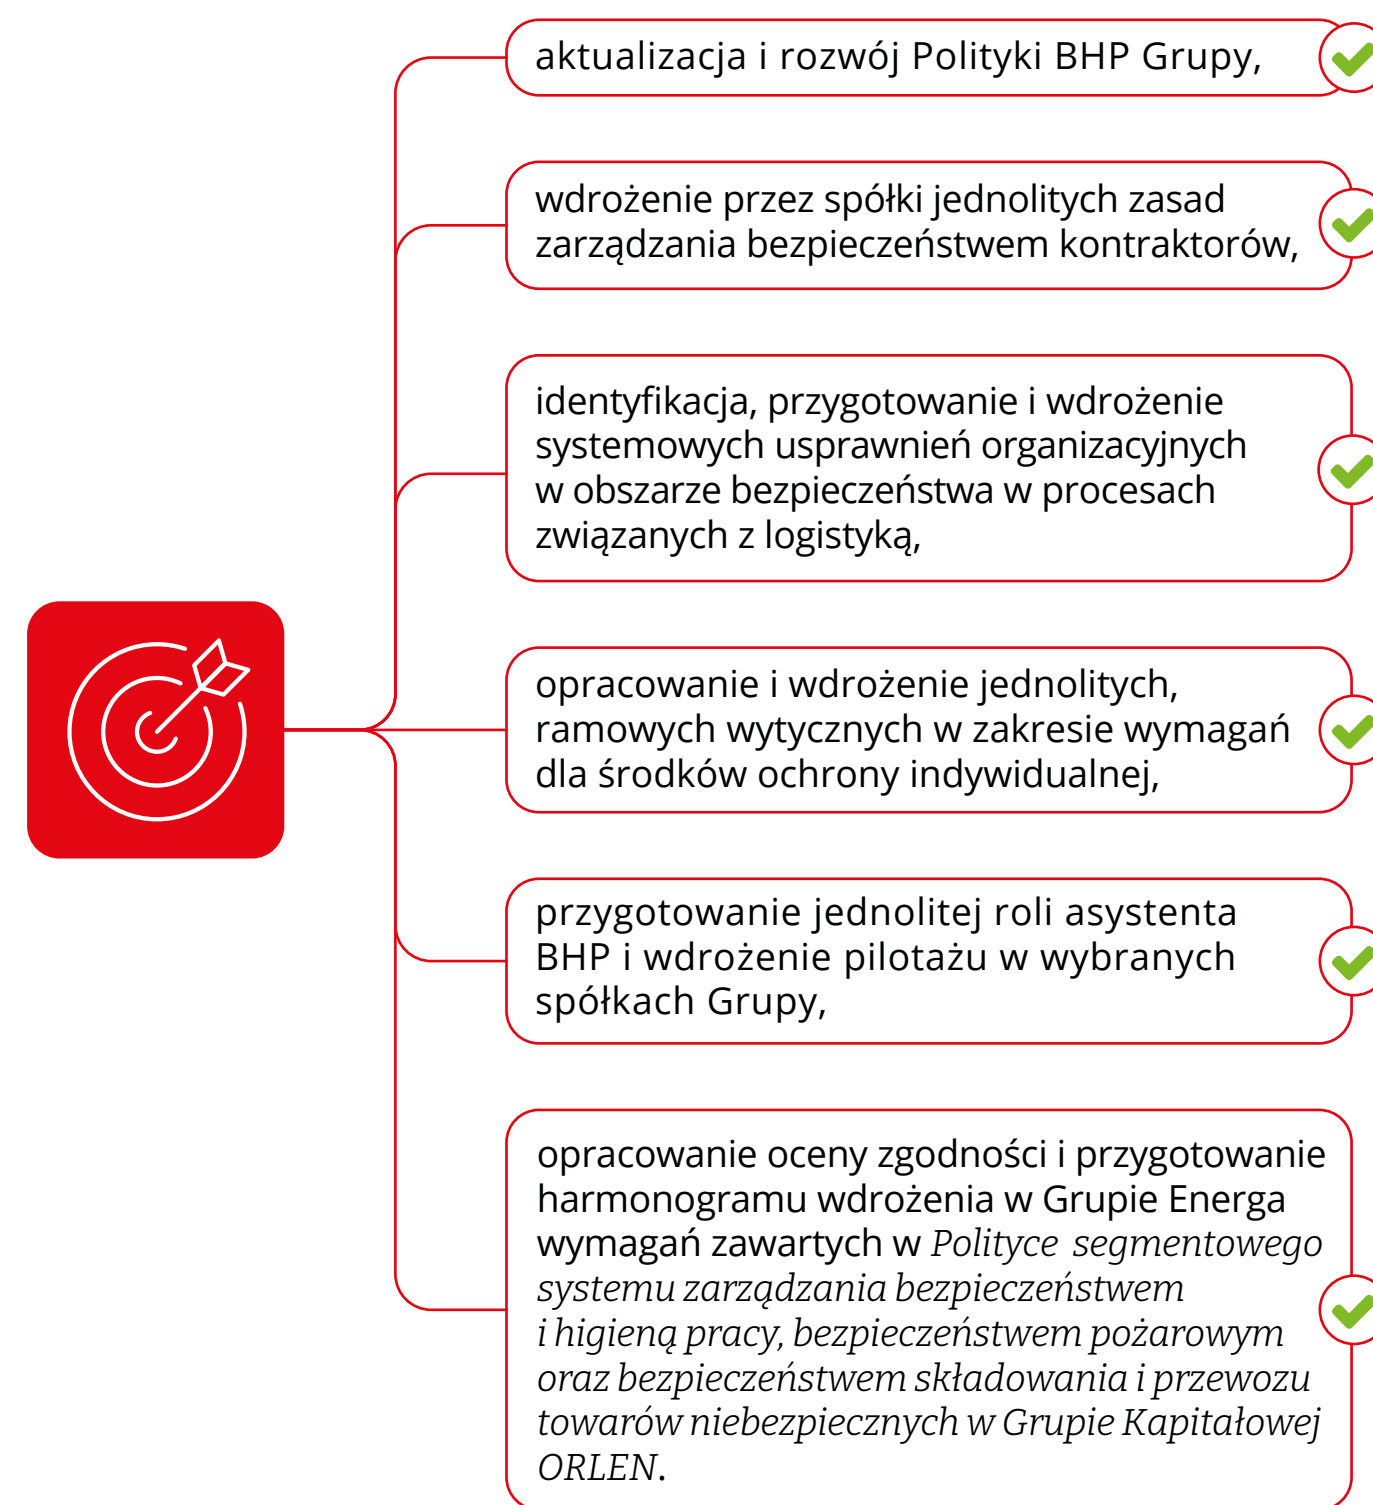 aktualizacja i rozwój Polityki BHP Grupy,
wdrożenie przez spółki jednolitych zasad
zarządzania bezpieczeństwem kontraktorów,
identyfikacja, przygotowanie i wdrożenie
systemowych usprawnień organizacyjnych
w obszarze bezpieczeństwa w procesach
związanych z logistyką,
opracowanie i wdrożenie jednolitych,
ramowych wytycznych w zakresie wymagań
dla środków ochrony indywidualnej,
przygotowanie jednolitej roli asystenta
BHP i wdrożenie pilotażu w wybranych
spółkach Grupy,
opracowanie oceny zgodności i przygotowanie
harmonogramu wdrożenia w Grupie Energa
wymagań zawartych w Polityce segmentowego
systemu zarządzania bezpieczeństwem
i higieną pracy, bezpieczeństwem pożarowym
oraz bezpieczeństwem składowania i przewozu
towarów niebezpiecznych w Grupie Kapitałowej
ORLEN.